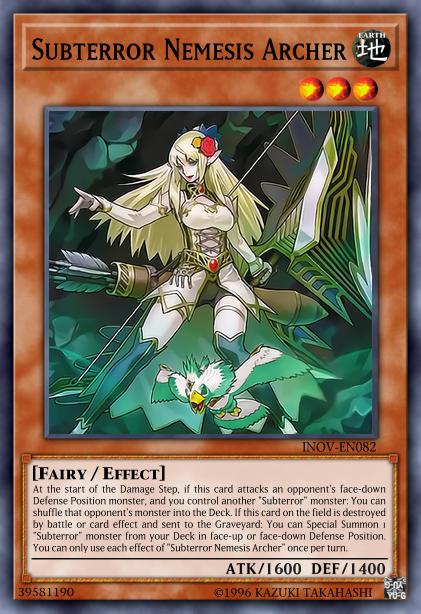 SUBTERROR NEMESIS ARCHER
EARTH
地
INOV-EN082
[FAIRY / EFFECT]
At the start of the Damage Step, if this card attacks an opponent's face-down
Defense Position monster, and you control another "Subterror" monster: You can
shuffle that opponent's monster into the Deck. If this card on the field is destroyed
by battle or card effect and sent to the Graveyard: You can Special Summon 1
"Subterror" monster from your Deck in face-up or face-down Defense Position.
You can only use each effect of "Subterror Nemesis Archer" once per turn.
ATK/1600 DEF/1400
39581190
©1996 KAZUKI TAKAHASHI